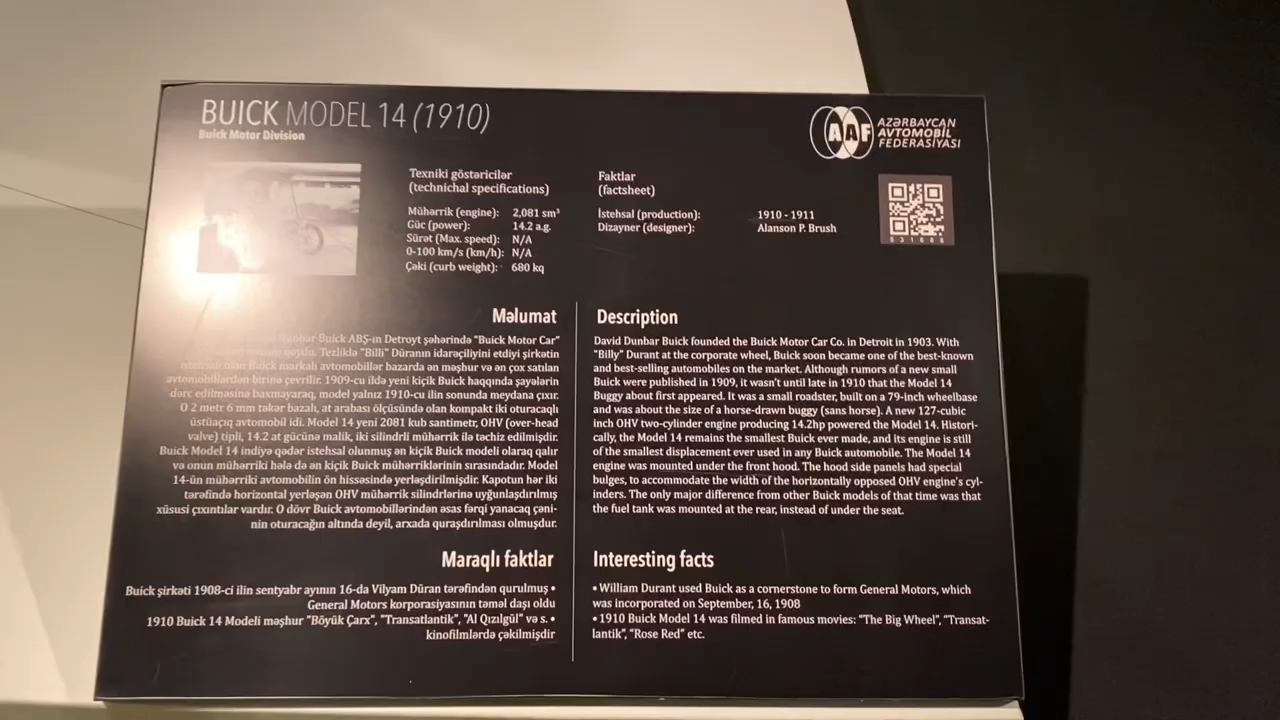 BUICK MODEL 14 (1910)
Buick Motor Division
AAF
AZƏRBAYCAN
AVTOMOBİL
FEDERASİYASI
Texniki göstəricilər
(technichal specifications)
Mühərrik (engine): 2,081 sm³
Güc (power): 14.2 a.g.
Sürət (Max. speed): N/A
0-100 km/s (km/h): N/A
Çəki (curb weight): 680 kq
Faktlar
(factsheet)
İstehsal (production): 1910 - 1911
Dizayner (designer): Alanson P. Brush
Məlumat
Buick ABŞ-ın Detroyt şəhərində "Buick Motor Car"
qoydu. Tezliklə "Billi" Düranın idarəçiliyini etdiyi şirkətin
Buick markalı avtomobillər bazarda ən məşhur və ən çox satılan
avtomobillərdən birinə çevrilir. 1909-cu ildə yeni kiçik Buick haqqında şayələrin
dərc edilməsinə baxmayaraq, model yalnız 1910-cu ilin sonunda meydana çıxır.
O 2 metr 6 mm təkər bazalı, at arabası ölçüsündə olan kompakt iki oturacaqlı
üstüaçıq avtomobil idi. Model 14 yeni 2081 kub santimetr, OHV (over-head
valve) tipli, 14.2 at gücünə malik, iki silindrli mühərrik ilə təchiz edilmişdir.
Buick Model 14 indiyə qədər istehsal olunmuş ən kiçik Buick modeli olaraq qalır
və onun mühərriki hələ də ən kiçik Buick mühərriklərinin sırasındadır. Model
14-ün mühərriki avtomobilin ön hissəsində yerləşdirilmişdir. Kapotun hər iki
tərəfində horizontal yerləşən OHV mühərrik silindrlərinə uyğunlaşdırılmış
xüsusi çıxıntılar vardır. O dövr Buick avtomobillərindən əsas fərqi yanacaq çəni-
nin oturacağın altında deyil, arxada quraşdırılması olmuşdur.
Description
David Dunbar Buick founded the Buick Motor Car Co. in Detroit in 1903. With
"Billy" Durant at the corporate wheel, Buick soon became one of the best-known
and best-selling automobiles on the market. Although rumors of a new small
Buick were published in 1909, it wasn't until late in 1910 that the Model 14
Buggy about first appeared. It was a small roadster, built on a 79-inch wheelbase
and was about the size of a horse-drawn buggy (sans horse). A new 127-cubic
inch OHV two-cylinder engine producing 14.2hp powered the Model 14. Histori-
cally, the Model 14 remains the smallest Buick ever made, and its engine is still
of the smallest displacement ever used in any Buick automobile. The Model 14
engine was mounted under the front hood. The hood side panels had special
bulges, to accommodate the width of the horizontally opposed OHV engine's cyl-
inders. The only major difference from other Buick models of that time was that
the fuel tank was mounted at the rear, instead of under the seat.
Maraqlı faktlar
Buick şirkəti 1908-ci ilin sentyabr ayının 16-da Vilyam Düran tərəfindən qurulmuş •
General Motors korporasiyasının təməl daşı oldu
1910 Buick 14 Modeli məşhur "Böyük Çarx", "Transatlantik", "Al Qızılgül" və s. •
kinofilmlərdə çəkilmişdir
Interesting facts
• William Durant used Buick as a cornerstone to form General Motors, which
was incorporated on September, 16, 1908
• 1910 Buick Model 14 was filmed in famous movies: "The Big Wheel", "Transat-
lantik", "Rose Red" etc.